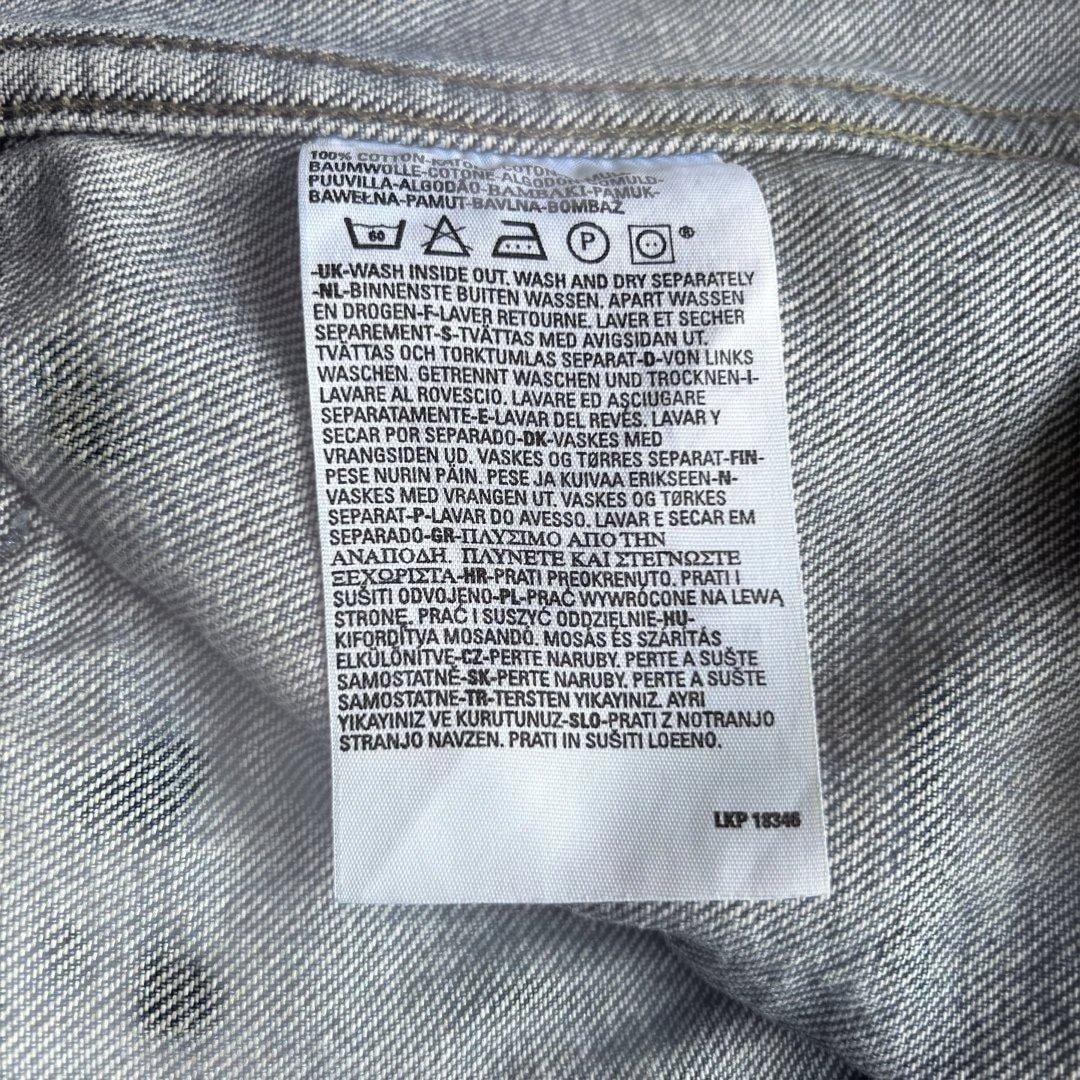 100% COTTON-KATOEN-COTON-BOMULL-
BAUMWOLLE-COTONE-ALGODON-BOMULD-
PUUVILLA-ALGODÃO-BAMBAKI-PAMUK-
BAWEŁNA-PAMUT-BAVLNA-BOMBAŽ
60 P ®
-UK-WASH INSIDE OUT. WASH AND DRY SEPARATELY
-NL-BINNENSTE BUITEN WASSEN. APART WASSEN
EN DROGEN-F-LAVER RETOURNE. LAVER ET SECHER
SEPAREMENT-S-TVÄTTAS MED AVIGSIDAN UT.
TVÄTTAS OCH TORKTUMLAS SEPARAT-D-VON LINKS
WASCHEN. GETRENNT WASCHEN UND TROCKNEN-I-
LAVARE AL ROVESCIO. LAVARE ED ASCIUGARE
SEPARATAMENTE-E-LAVAR DEL REVÉS. LAVAR Y
SECAR POR SEPARADO-DK-VASKES MED
VRANGSIDEN UD. VASKES OG TØRRES SEPARAT-FIN-
PESE NURIN PÄIN. PESE JA KUIVAA ERIKSEEN-N-
VASKES MED VRANGEN UT. VASKES OG TØRKES
SEPARAT-P-LAVAR DO AVESSO. LAVAR E SECAR EM
SEPARADO-GR-ΠΛΥΣΙΜΟ ΑΠΟ ΤΗΝ
ΑΝΑΠΟΔΗ. ΠΛΥΝΕΤΕ ΚΑΙ ΣΤΕΓΝΩΣΤΕ
ΞΕΧΩΡΙΣΤΑ-HR-PRATI PREOKRENUTO. PRATI I
SUŠITI ODVOJENO-PL-PRAĆ WYWRÓCONE NA LEWĄ
STRONĘ. PRAĆ I SUSZYĆ ODDZIELNIE-HU-
KIFORDÍTVA MOSANDÓ. MOSÁS ÉS SZÁRÍTÁS
ELKÜLÖNÍTVE-CZ-PERTE NARUBY. PERTE A SUŠTE
SAMOSTATNĚ-SK-PERTE NARUBY. PERTE A SUŠTE
SAMOSTATNE-TR-TERSTEN YIKAYINIZ. AYRI
YIKAYINIZ VE KURUTUNUZ-SLO-PRATI Z NOTRANJO
STRANJO NAVZEN. PRATI IN SUŠITI LOEENO.
LKP 18346